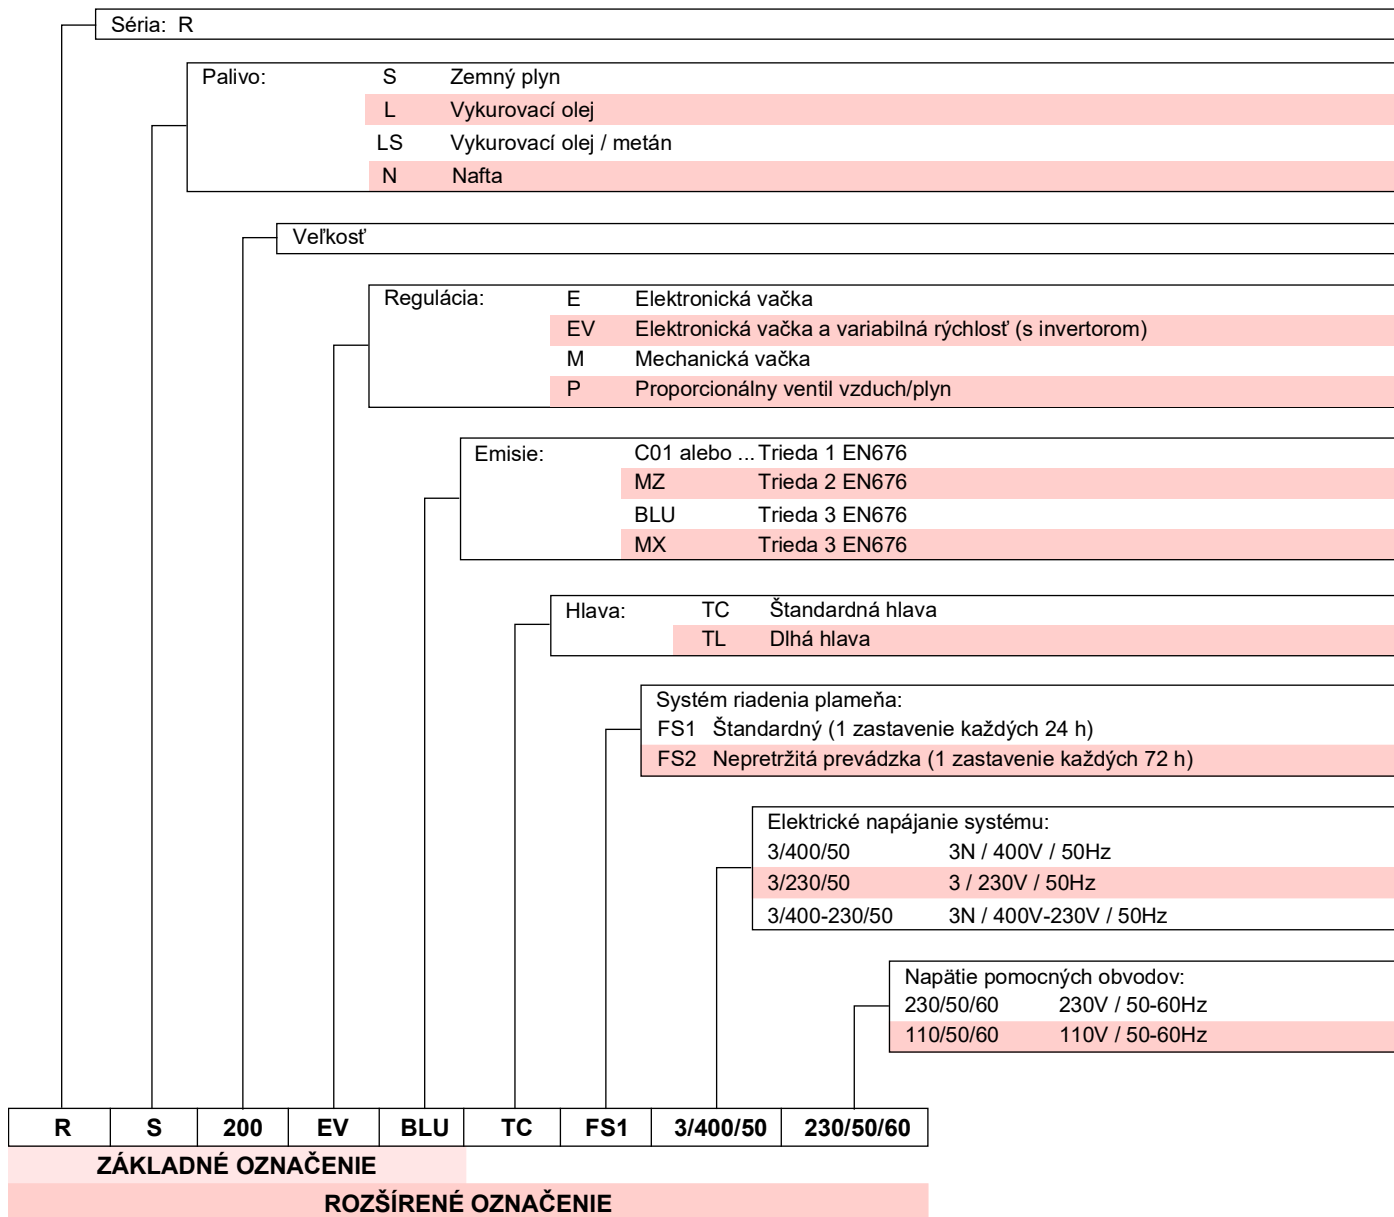 Séria: R
Palivo: S Zemný plyn
L Vykurovací olej
LS Vykurovací olej / metán
N Nafta
Veľkosť
Regulácia: E Elektronická vačka
EV Elektronická vačka a variabilná rýchlosť (s invertorom)
M Mechanická vačka
P Proporcionálny ventil vzduch/plyn
Emisie: C01 alebo ... Trieda 1 EN676
MZ Trieda 2 EN676
BLU Trieda 3 EN676
MX Trieda 3 EN676
Hlava: TC Štandardná hlava
TL Dlhá hlava
Systém riadenia plameňa:
FS1 Štandardný (1 zastavenie každých 24 h)
FS2 Nepretržitá prevádzka (1 zastavenie každých 72 h)
Elektrické napájanie systému:
3/400/50 3N / 400V / 50Hz
3/230/50 3 / 230V / 50Hz
3/400-230/50 3N / 400V-230V / 50Hz
Napätie pomocných obvodov:
230/50/60 230V / 50-60Hz
110/50/60 110V / 50-60Hz
R S 200 EV BLU TC FS1 3/400/50 230/50/60
ZÁKLADNÉ OZNAČENIE
ROZŠÍRENÉ OZNAČENIE